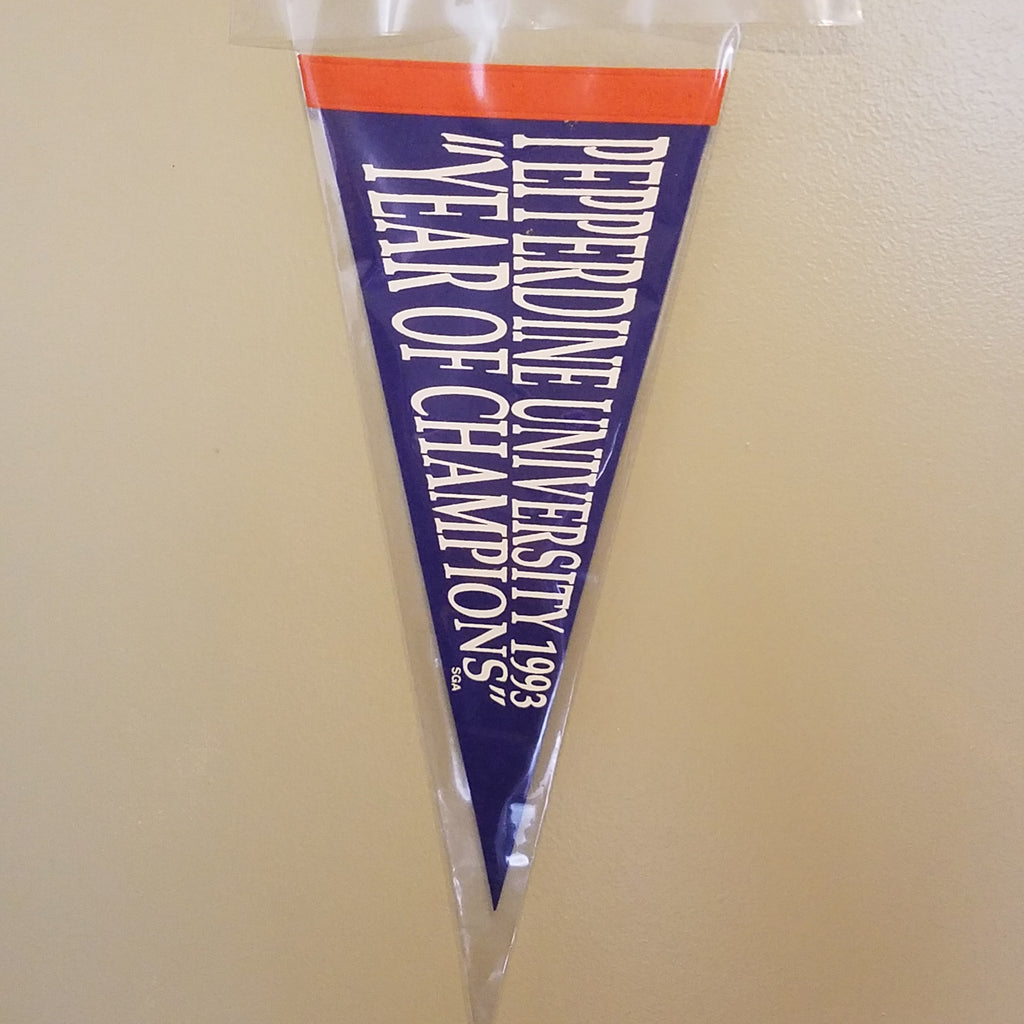 PEPPERDINE UNIVERSITY 1993
"YEAR OF CHAMPIONS"
SGA